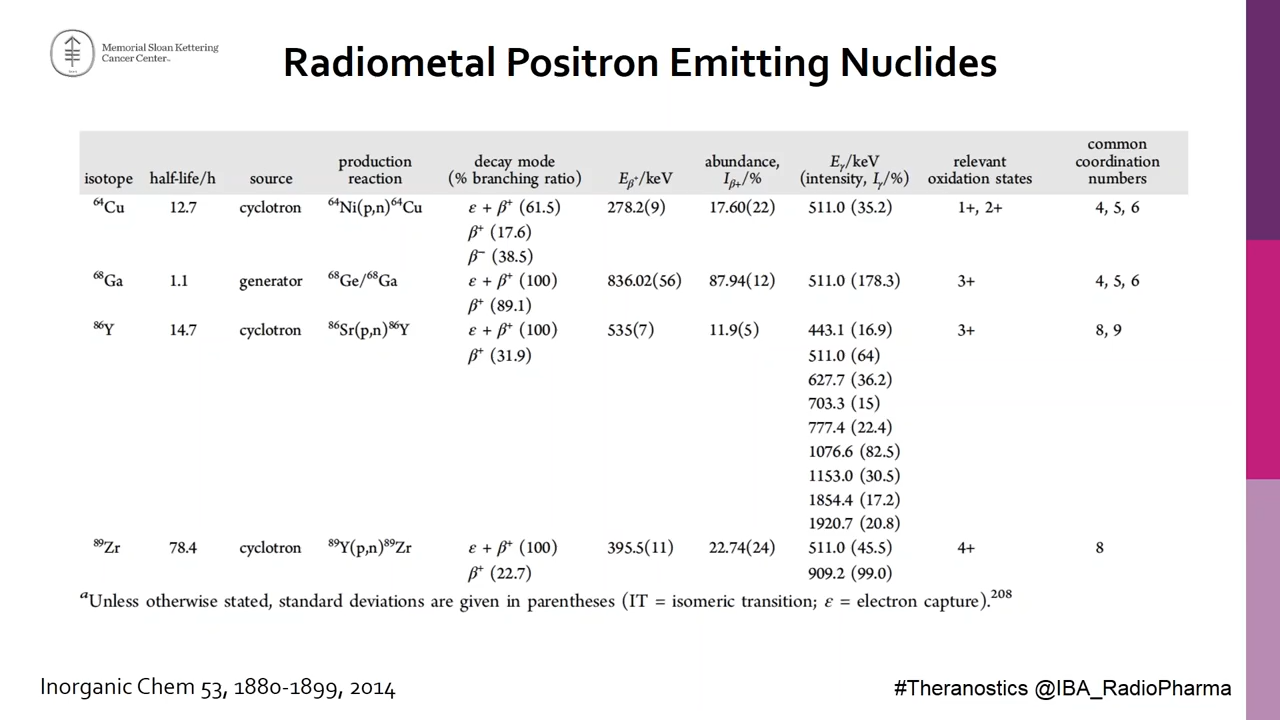 Memorial Sloan Kettering
Cancer Center™
Radiometal Positron Emitting Nuclides
isotope half-life/h source production reaction decay mode (% branching ratio) Eβ⁺/keV abundance, Iβ+/% Eγ/keV (intensity, Iγ/%) relevant oxidation states common coordination numbers
⁶⁴Cu 12.7 cyclotron ⁶⁴Ni(p,n)⁶⁴Cu ε + β⁺ (61.5) 278.2(9) 17.60(22) 511.0 (35.2) 1+, 2+ 4, 5, 6
β⁺ (17.6)
β⁻ (38.5)
⁶⁸Ga 1.1 generator ⁶⁸Ge/⁶⁸Ga ε + β⁺ (100) 836.02(56) 87.94(12) 511.0 (178.3) 3+ 4, 5, 6
β⁺ (89.1)
⁸⁶Y 14.7 cyclotron ⁸⁶Sr(p,n)⁸⁶Y ε + β⁺ (100) 535(7) 11.9(5) 443.1 (16.9) 3+ 8, 9
β⁺ (31.9) 511.0 (64)
627.7 (36.2)
703.3 (15)
777.4 (22.4)
1076.6 (82.5)
1153.0 (30.5)
1854.4 (17.2)
1920.7 (20.8)
⁸⁹Zr 78.4 cyclotron ⁸⁹Y(p,n)⁸⁹Zr ε + β⁺ (100) 395.5(11) 22.74(24) 511.0 (45.5) 4+ 8
β⁺ (22.7) 909.2 (99.0)
ᵃUnless otherwise stated, standard deviations are given in parentheses (IT = isomeric transition; ε = electron capture).²⁰⁸
Inorganic Chem 53, 1880-1899, 2014
#Theranostics @IBA_RadioPharma